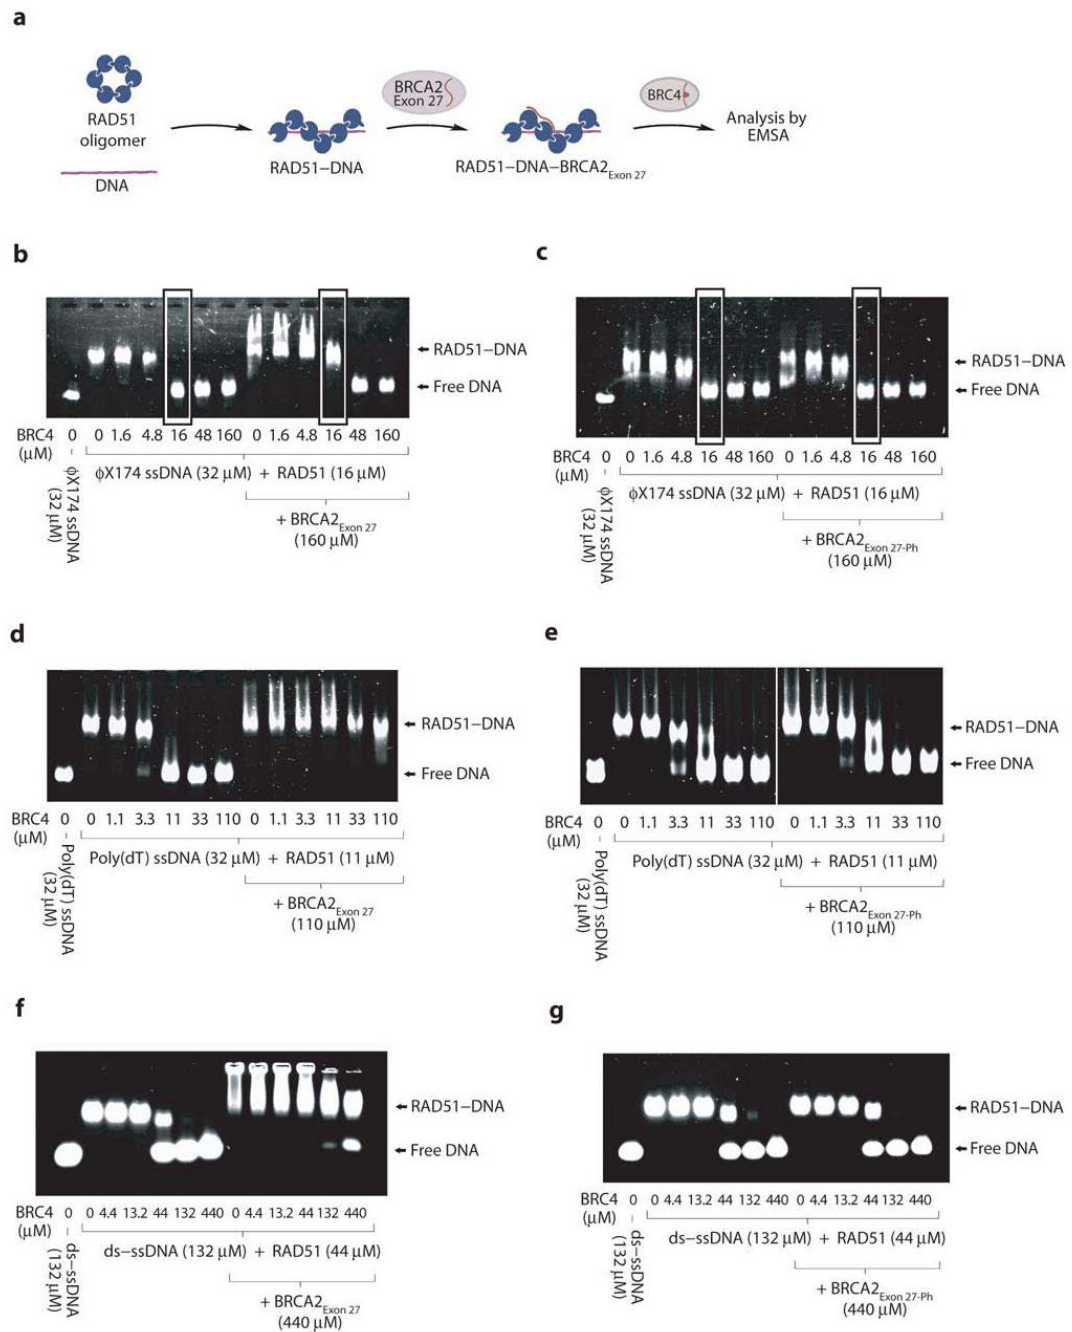 a
RAD51
oligomer
DNA
RAD51–DNA
BRCA2
Exon 27
RAD51–DNA–BRCA2Exon 27
BRC4
Analysis by
EMSA
b
RAD51–DNA
Free DNA
BRC4 0 0 1.6 4.8 16 48 160 0 1.6 4.8 16 48 160
(μM)
ϕX174 ssDNA (32 μM) + RAD51 (16 μM)
ϕX174 ssDNA
(32 μM)
+ BRCA2Exon 27
(160 μM)
c
RAD51–DNA
Free DNA
BRC4 0 0 1.6 4.8 16 48 160 0 1.6 4.8 16 48 160
(μM)
ϕX174 ssDNA (32 μM) + RAD51 (16 μM)
ϕX174 ssDNA
(32 μM)
+ BRCA2Exon 27-Ph
(160 μM)
d
RAD51–DNA
Free DNA
BRC4 0 0 1.1 3.3 11 33 110 0 1.1 3.3 11 33 110
(μM)
Poly(dT) ssDNA (32 μM) + RAD51 (11 μM)
Poly(dT) ssDNA
(32 μM)
+ BRCA2Exon 27
(110 μM)
e
RAD51–DNA
Free DNA
BRC4 0 0 1.1 3.3 11 33 110 0 1.1 3.3 11 33 110
(μM)
Poly(dT) ssDNA (32 μM) + RAD51 (11 μM)
Poly(dT) ssDNA
(32 μM)
+ BRCA2Exon 27-Ph
(110 μM)
f
RAD51–DNA
Free DNA
BRC4 0 0 4.4 13.2 44 132 440 0 4.4 13.2 44 132 440
(μM)
ds–ssDNA (132 μM) + RAD51 (44 μM)
ds–ssDNA
(132 μM)
+ BRCA2Exon 27
(440 μM)
g
RAD51–DNA
Free DNA
BRC4 0 0 4.4 13.2 44 132 440 0 4.4 13.2 44 132 440
(μM)
ds–ssDNA (132 μM) + RAD51 (44 μM)
ds–ssDNA
(132 μM)
+ BRCA2Exon 27-Ph
(440 μM)